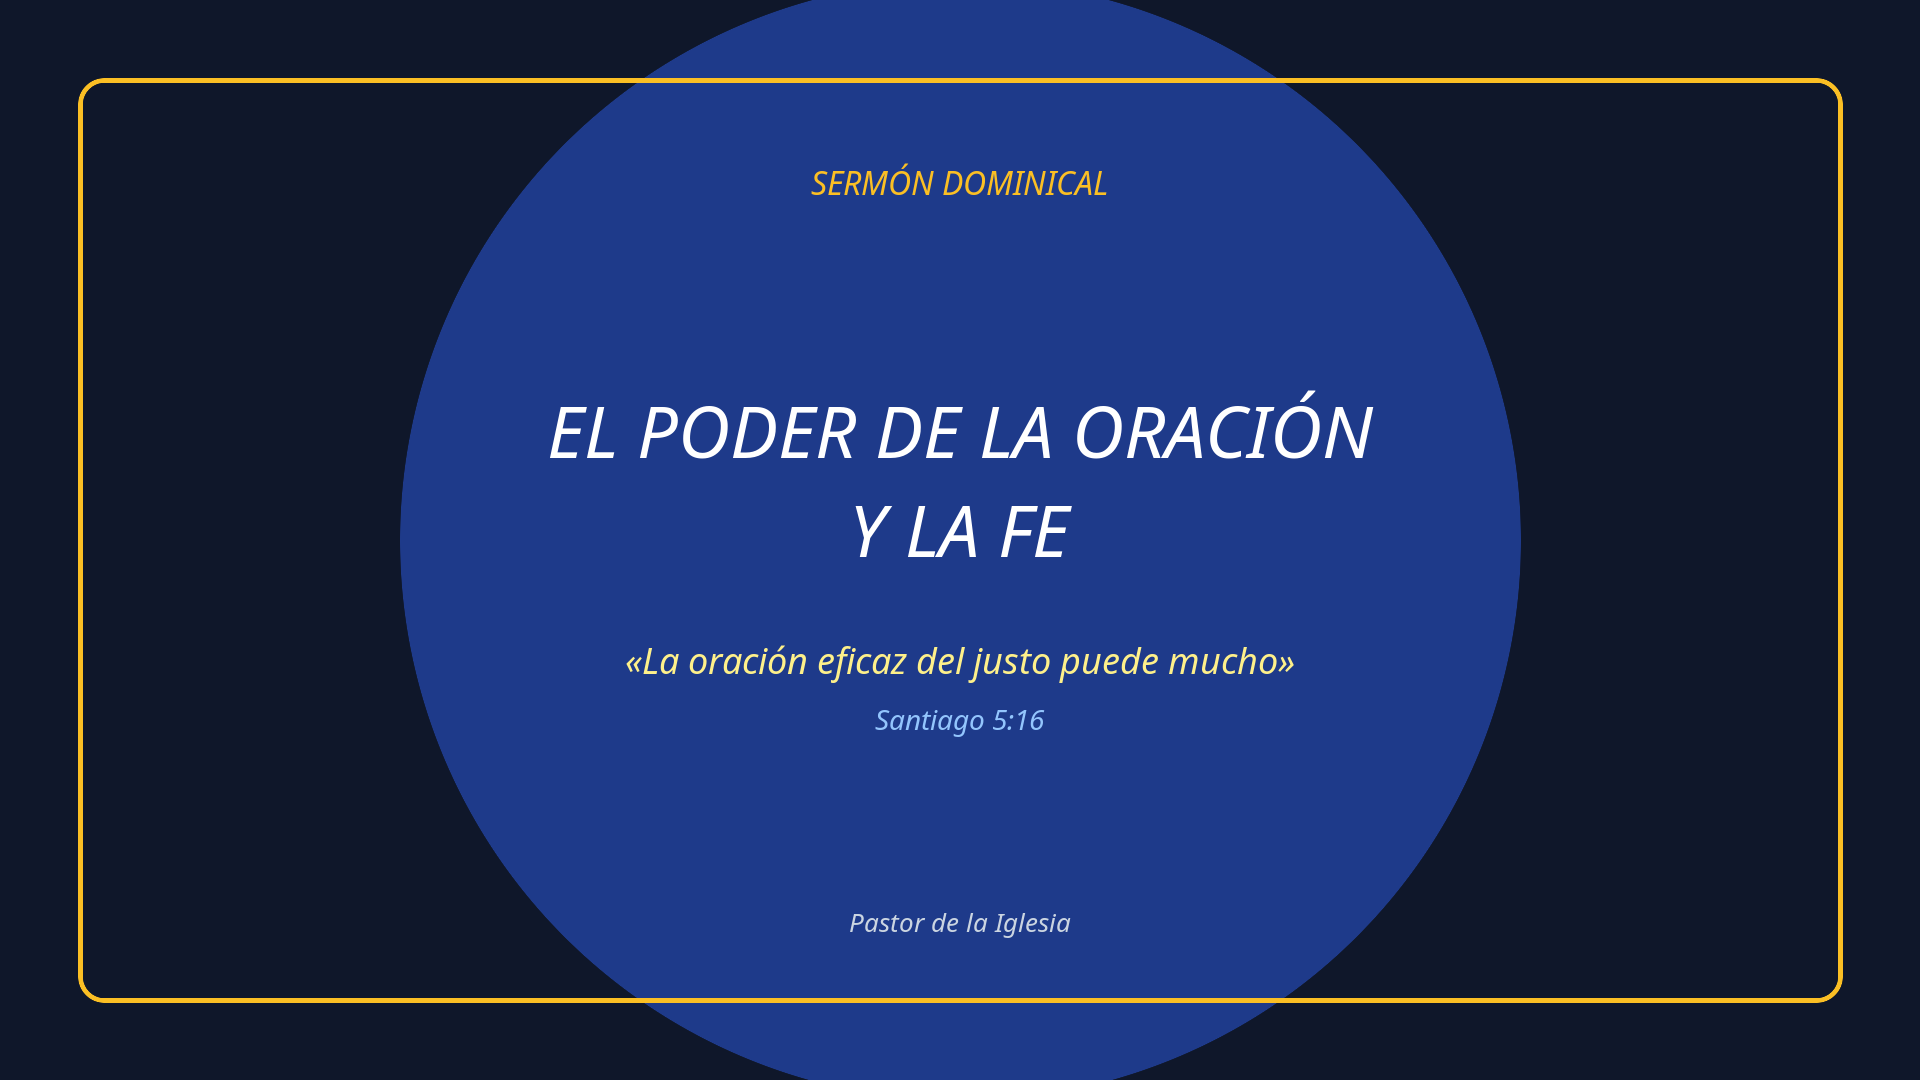 SERMÓN DOMINICAL
EL PODER DE LA ORACIÓN
Y LA FE
«La oración eficaz del justo puede mucho»
Santiago 5:16
Pastor de la Iglesia